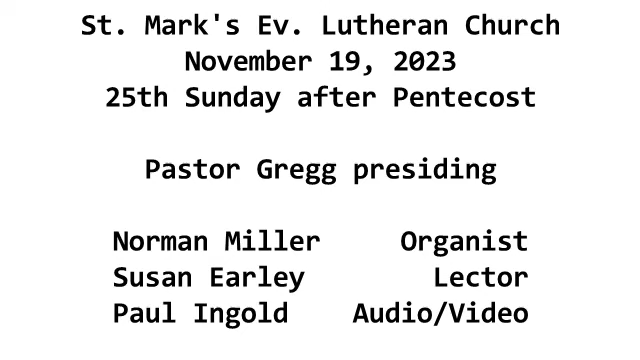 St. Mark's Ev. Lutheran Church
November 19, 2023
25th Sunday after Pentecost
Pastor Gregg presiding
Norman Miller Organist
Susan Earley Lector
Paul Ingold Audio/Video